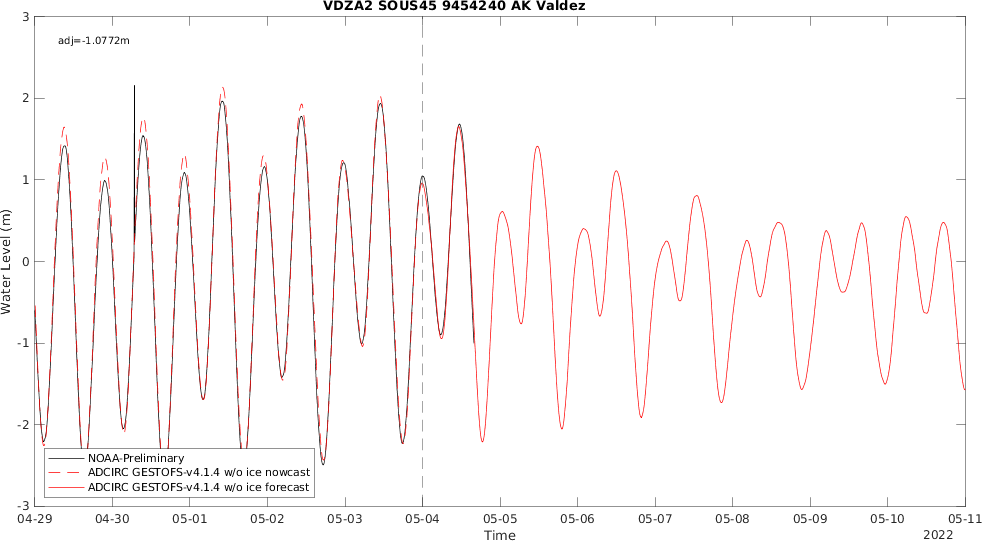 VDZA2 SOUS45 9454240 AK Valdez
adj=-1.0772m
3
2
1
0
-1
-2
-3
Water Level (m)
NOAA-Preliminary
ADCIRC GESTOFS-v4.1.4 w/o ice nowcast
ADCIRC GESTOFS-v4.1.4 w/o ice forecast
04-29 04-30 05-01 05-02 05-03 05-04 05-05 05-06 05-07 05-08 05-09 05-10 05-11
Time
2022